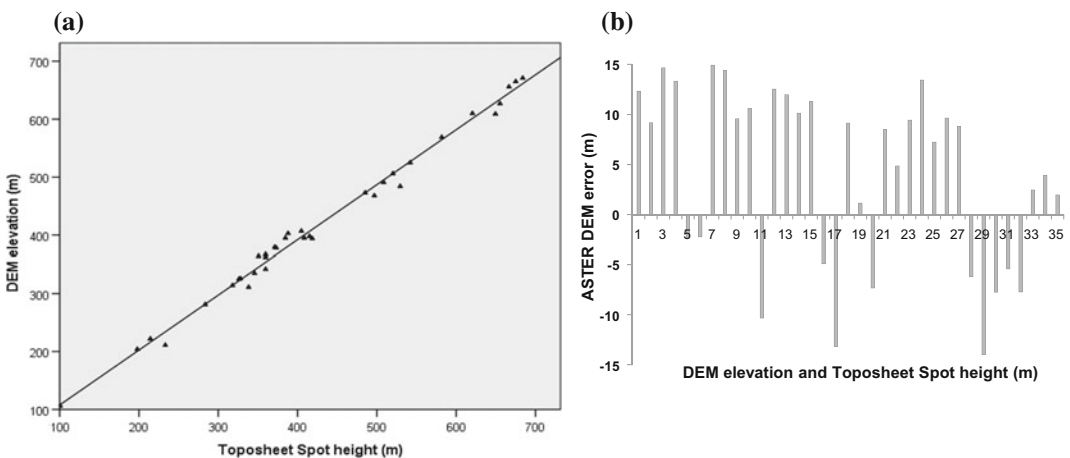 (a)
(b)
700
600
500
400
300
200
100
DEM elevation (m)
100 200 300 400 500 600 700
Toposheet Spot height (m)
15
10
5
0
-5
-10
-15
ASTER DEM error (m)
1 3 5 7 9 11 13 15 17 19 21 23 25 27 29 31 33 35
DEM elevation and Toposheet Spot height (m)